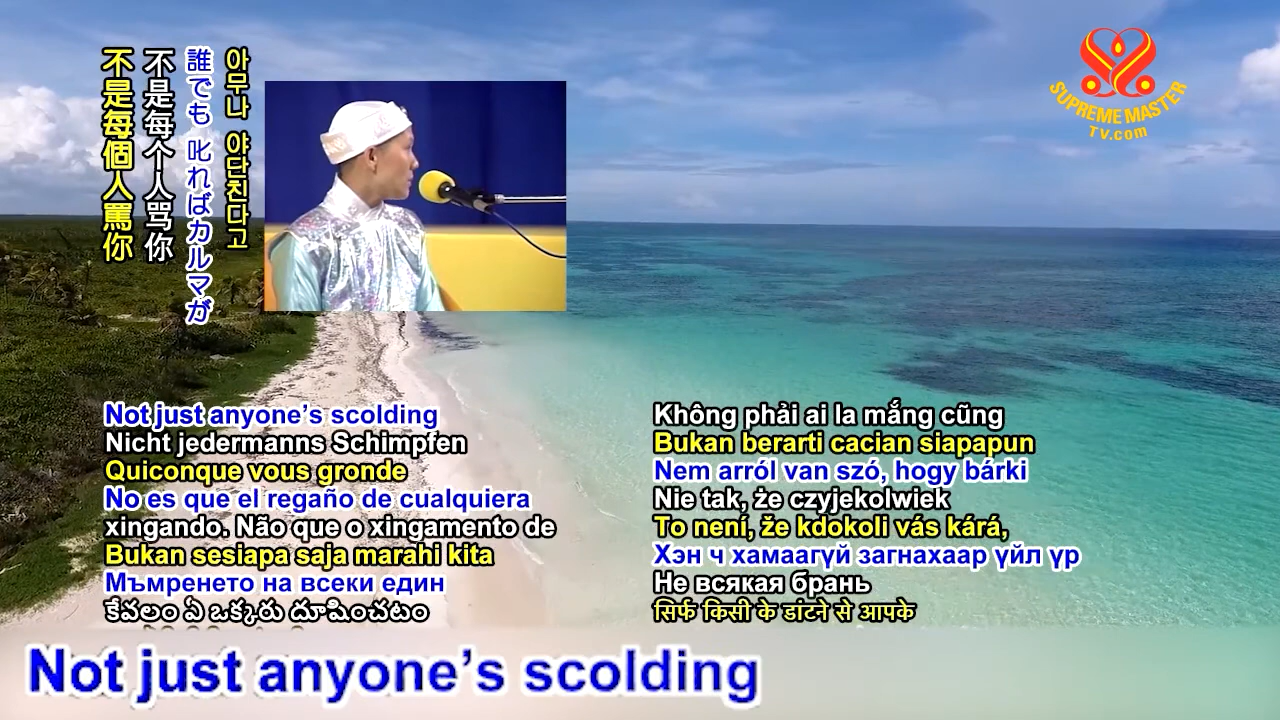 SUPREME MASTER
TV.com
아무나 야단친다고
誰でも 叱ればカルマが
不是每个人骂你
不是每個人罵你
Not just anyone’s scolding
Nicht jedermanns Schimpfen
Quiconque vous gronde
No es que el regaño de cualquiera
xingando. Não que o xingamento de
Bukan sesiapa saja marahi kita
Мъмренето на всеки един
కేవలం ఏ ఒక్కరు దూషించటం
Không phải ai la mắng cũng
Bukan berarti cacian siapapun
Nem arról van szó, hogy bárki
Nie tak, że czyjekolwiek
To není, že kdokoli vás kárá,
Хэн ч хамаагүй загнахаар үйл үр
Не всякая брань
सिर्फ किसी के डांटने से आपके
Not just anyone’s scolding